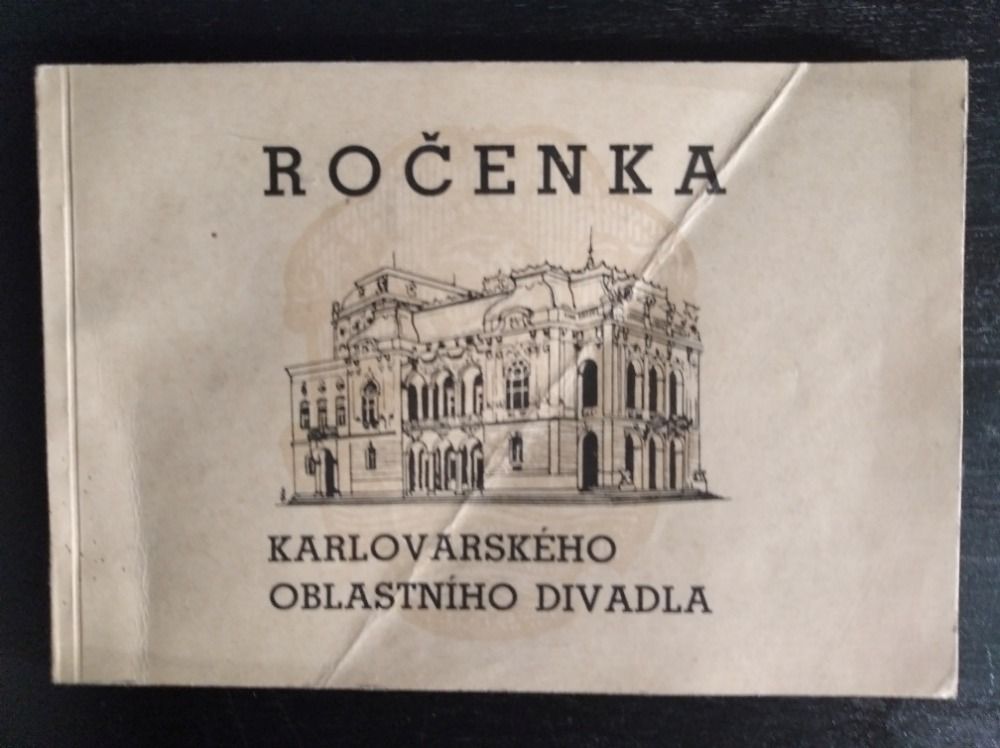 ROČENKA
KARLOVARSKÉHO
OBLASTNÍHO DIVADLA